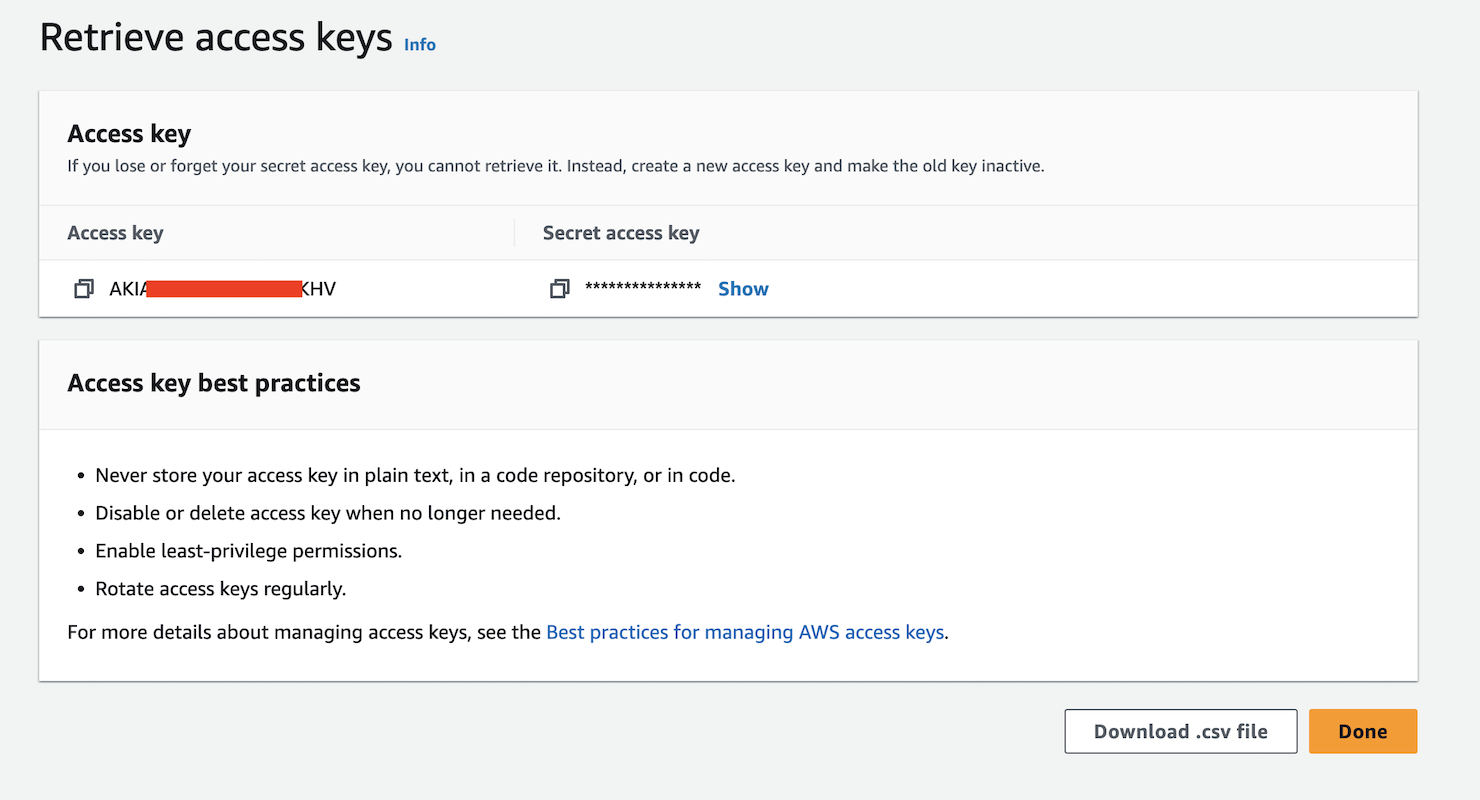 Retrieve access keys Info
Access key
If you lose or forget your secret access key, you cannot retrieve it. Instead, create a new access key and make the old key inactive.
Access key Secret access key
AKIA KHV *************** Show
Access key best practices
• Never store your access key in plain text, in a code repository, or in code.
• Disable or delete access key when no longer needed.
• Enable least-privilege permissions.
• Rotate access keys regularly.
For more details about managing access keys, see the Best practices for managing AWS access keys.
Download .csv file Done